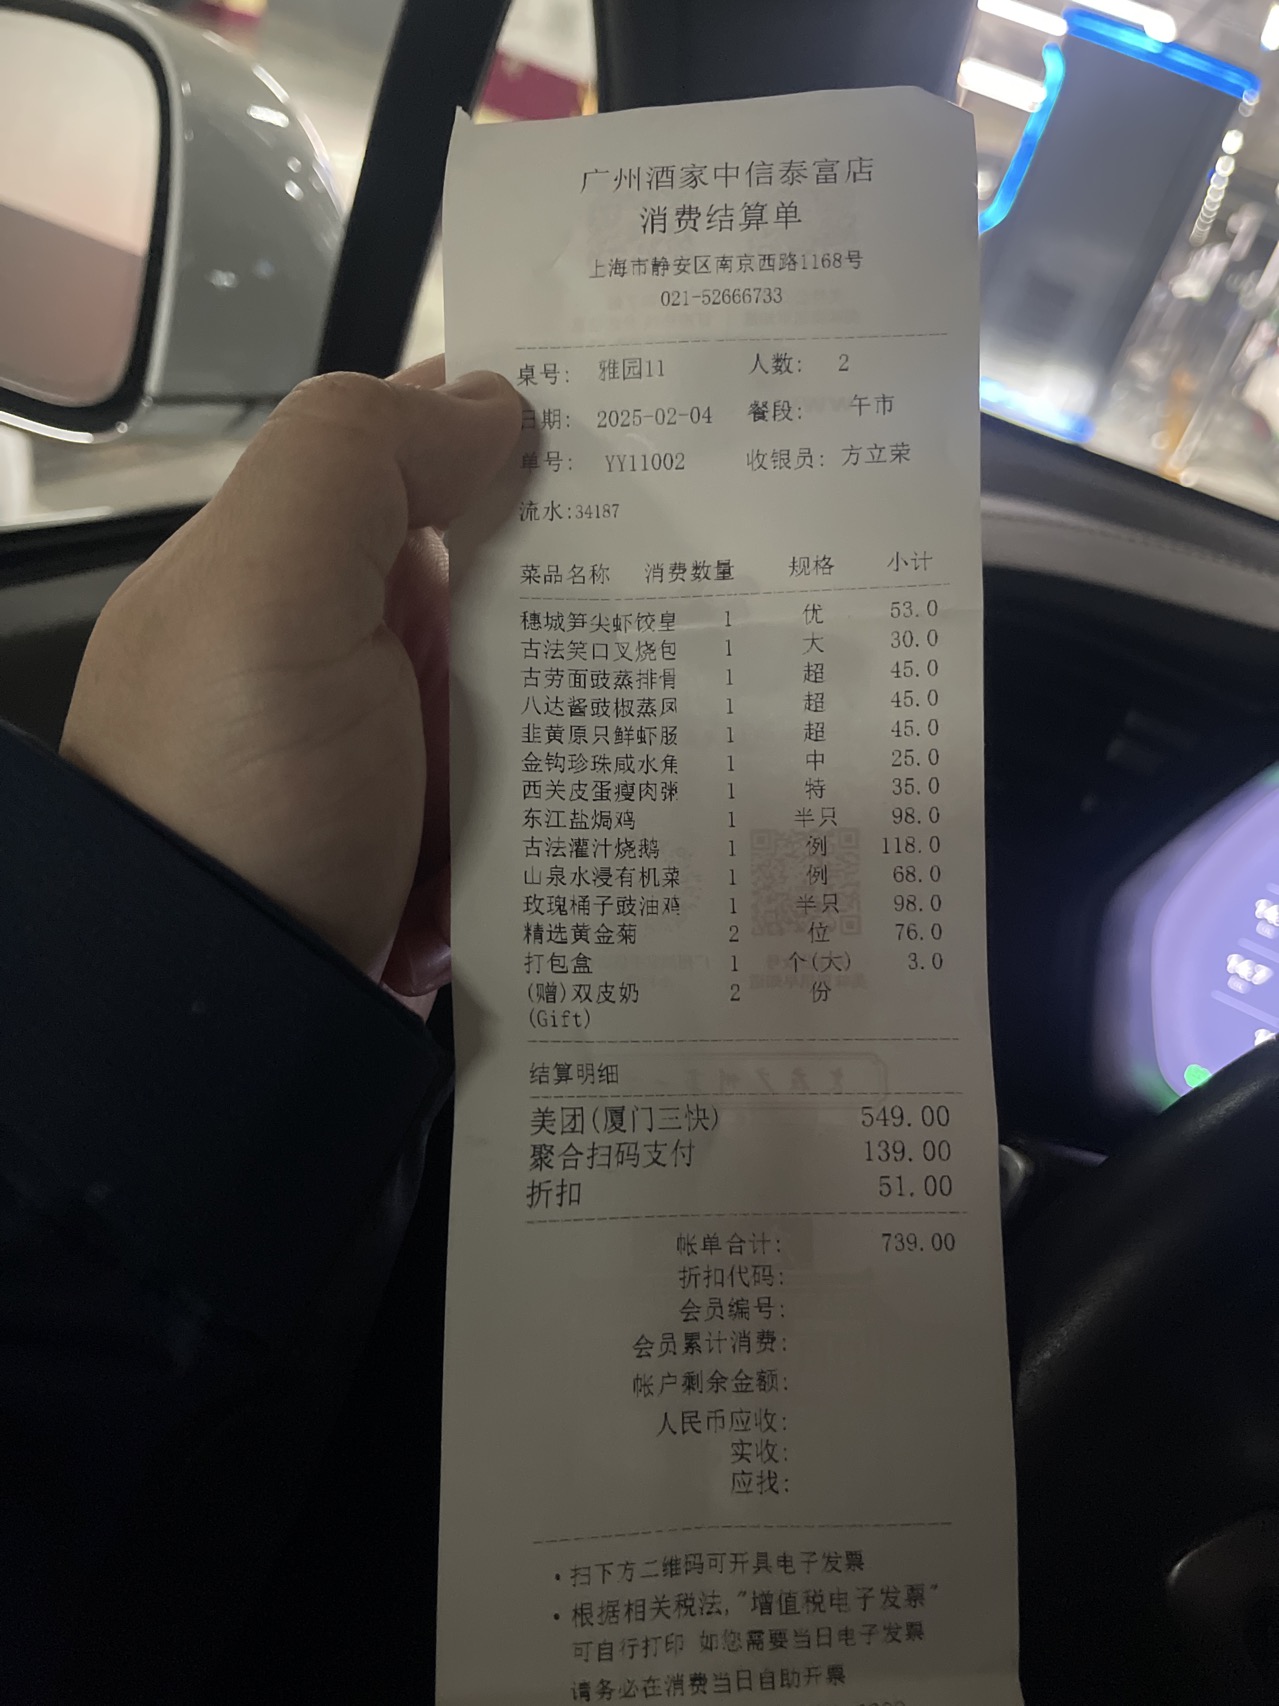 广州酒家中信泰富店
消费结算单
上海市静安区南京西路1168号
021-52666733
桌号: 雅园11 人数: 2
日期: 2025-02-04 餐段: 午市
单号: YY11002 收银员: 方立荣
流水:34187
菜品名称 消费数量 规格 小计
穗城笋尖虾饺皇 1 优 53.0
古法笑口叉烧包 1 大 30.0
古劳面豉蒸排骨 1 超 45.0
八达酱豉椒蒸凤 1 超 45.0
韭黄原只鲜虾肠 1 超 45.0
金钩珍珠咸水角 1 中 25.0
西关皮蛋瘦肉粥 1 特 35.0
东江盐焗鸡 1 半只 98.0
古法灌汁烧鹅 1 例 118.0
山泉水浸有机菜 1 例 68.0
玫瑰桶子豉油鸡 1 半只 98.0
精选黄金菊 2 位 76.0
打包盒 1 个(大) 3.0
(赠)双皮奶 2 份
(Gift)
结算明细
美团(厦门三快) 549.00
聚合扫码支付 139.00
折扣 51.00
帐单合计: 739.00
折扣代码:
会员编号:
会员累计消费:
帐户剩余金额:
人民币应收:
实收:
应找:
·扫下方二维码可开具电子发票
·根据相关税法,"增值税电子发票"
可自行打印 如您需要当日电子发票
请务必在消费当日自助开票